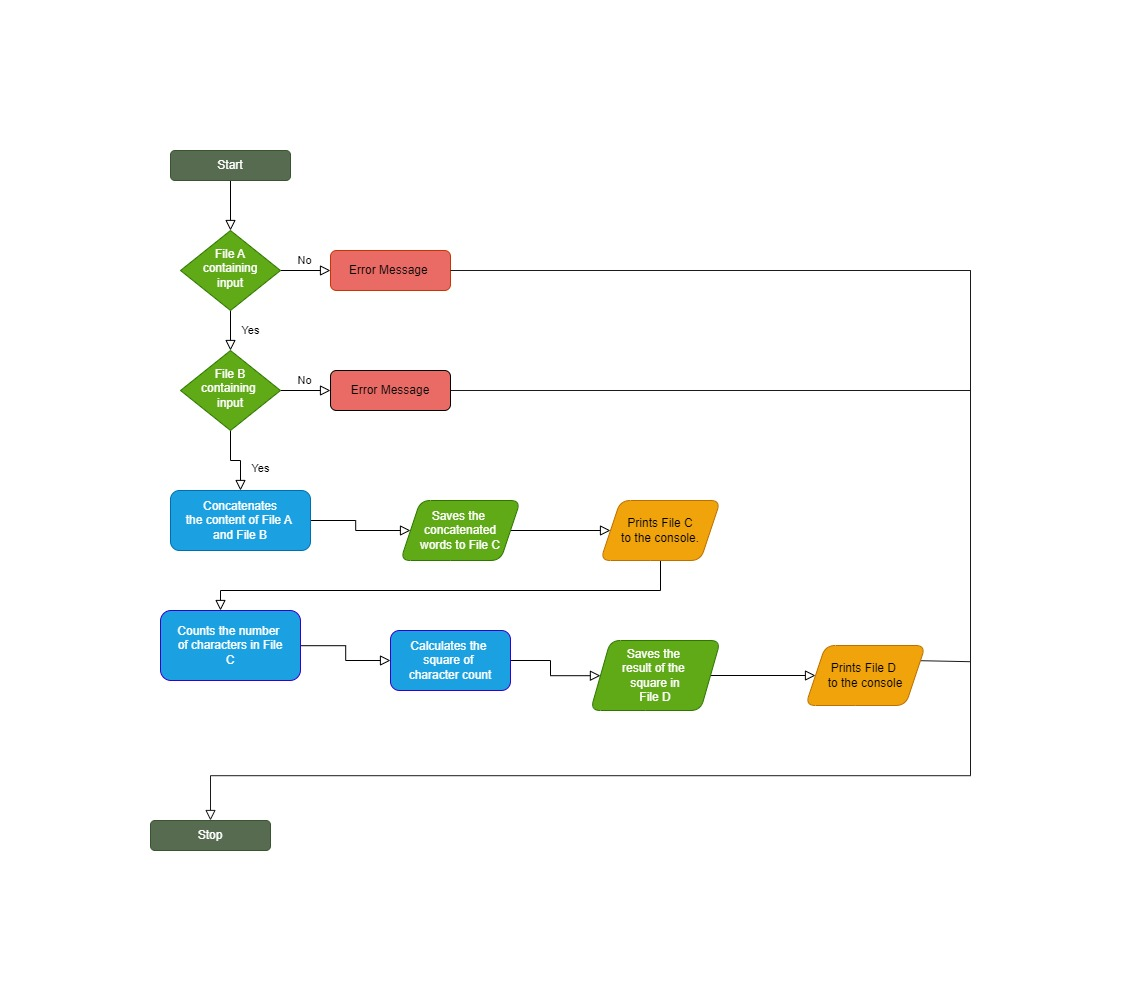 Start
File A
containing
input
No
Error Message
Yes
File B
containing
input
No
Error Message
Yes
Concatenates
the content of File A
and File B
Saves the
concatenated
words to File C
Prints File C
to the console.
Counts the number
of characters in File
C
Calculates the
square of
character count
Saves the
result of the
square in
File D
Prints File D
to the console
Stop